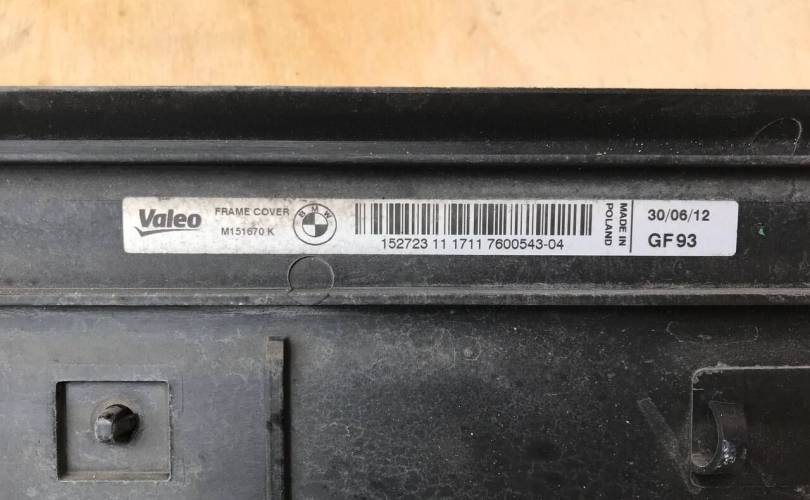 Valeo
FRAME COVER
M151670 K
BMW
152723 11 1711 7600543-04
MADE IN
POLAND
30/06/12
GF93